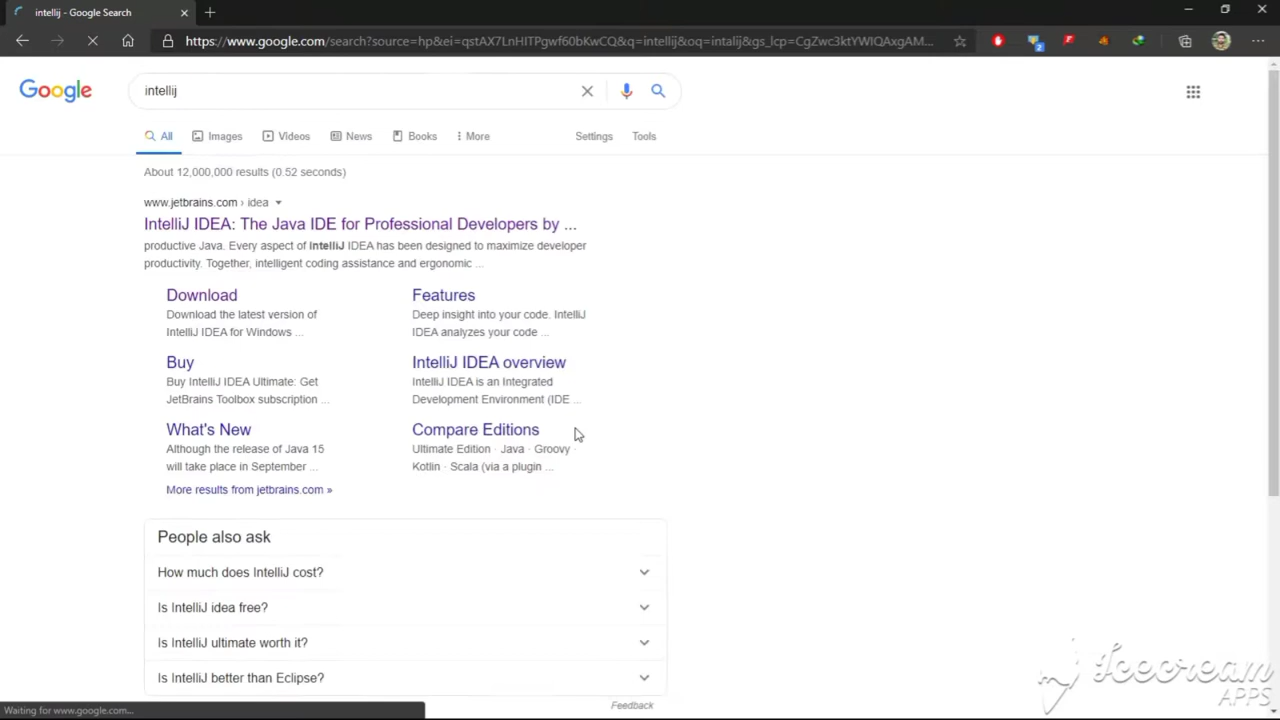 intellij - Google Search
https://www.google.com/search?source=hp&ei=qstAX7LnHITPgwf60bKwCQ&q=intellij&oq=intalij&gs_lcp=CgZwc3ktYWIQAxgAM...
2
Google
intellij
All
Images
Videos
News
Books
More
Settings
Tools
About 12,000,000 results (0.52 seconds)
www.jetbrains.com › idea
IntelliJ IDEA: The Java IDE for Professional Developers by ...
productive Java. Every aspect of IntelliJ IDEA has been designed to maximize developer
productivity. Together, intelligent coding assistance and ergonomic ...
Download
Download the latest version of
IntelliJ IDEA for Windows ...
Features
Deep insight into your code. IntelliJ
IDEA analyzes your code ...
Buy
Buy IntelliJ IDEA Ultimate: Get
JetBrains Toolbox subscription ...
IntelliJ IDEA overview
IntelliJ IDEA is an Integrated
Development Environment (IDE ...
What's New
Although the release of Java 15
will take place in September ...
Compare Editions
Ultimate Edition · Java · Groovy ·
Kotlin · Scala (via a plugin ...
More results from jetbrains.com »
People also ask
How much does IntelliJ cost?
Is IntelliJ idea free?
Is IntelliJ ultimate worth it?
Is IntelliJ better than Eclipse?
Feedback
Waiting for www.google.com...
Icecream
APPS